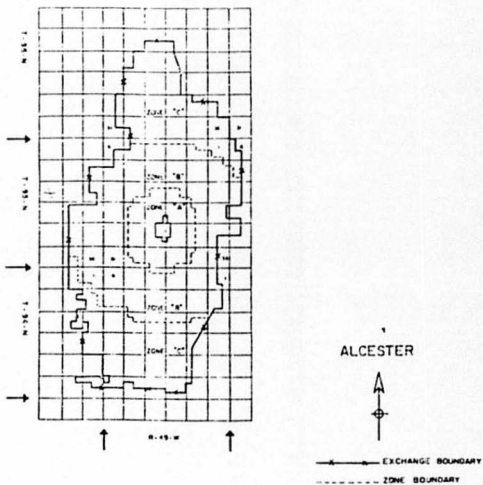 ZONE "C"
ZONE "B"
ZONE "A"
ZONE "B"
ZONE "C"
R-49-W
ALCESTER
EXCHANGE BOUNDARY
ZONE BOUNDARY